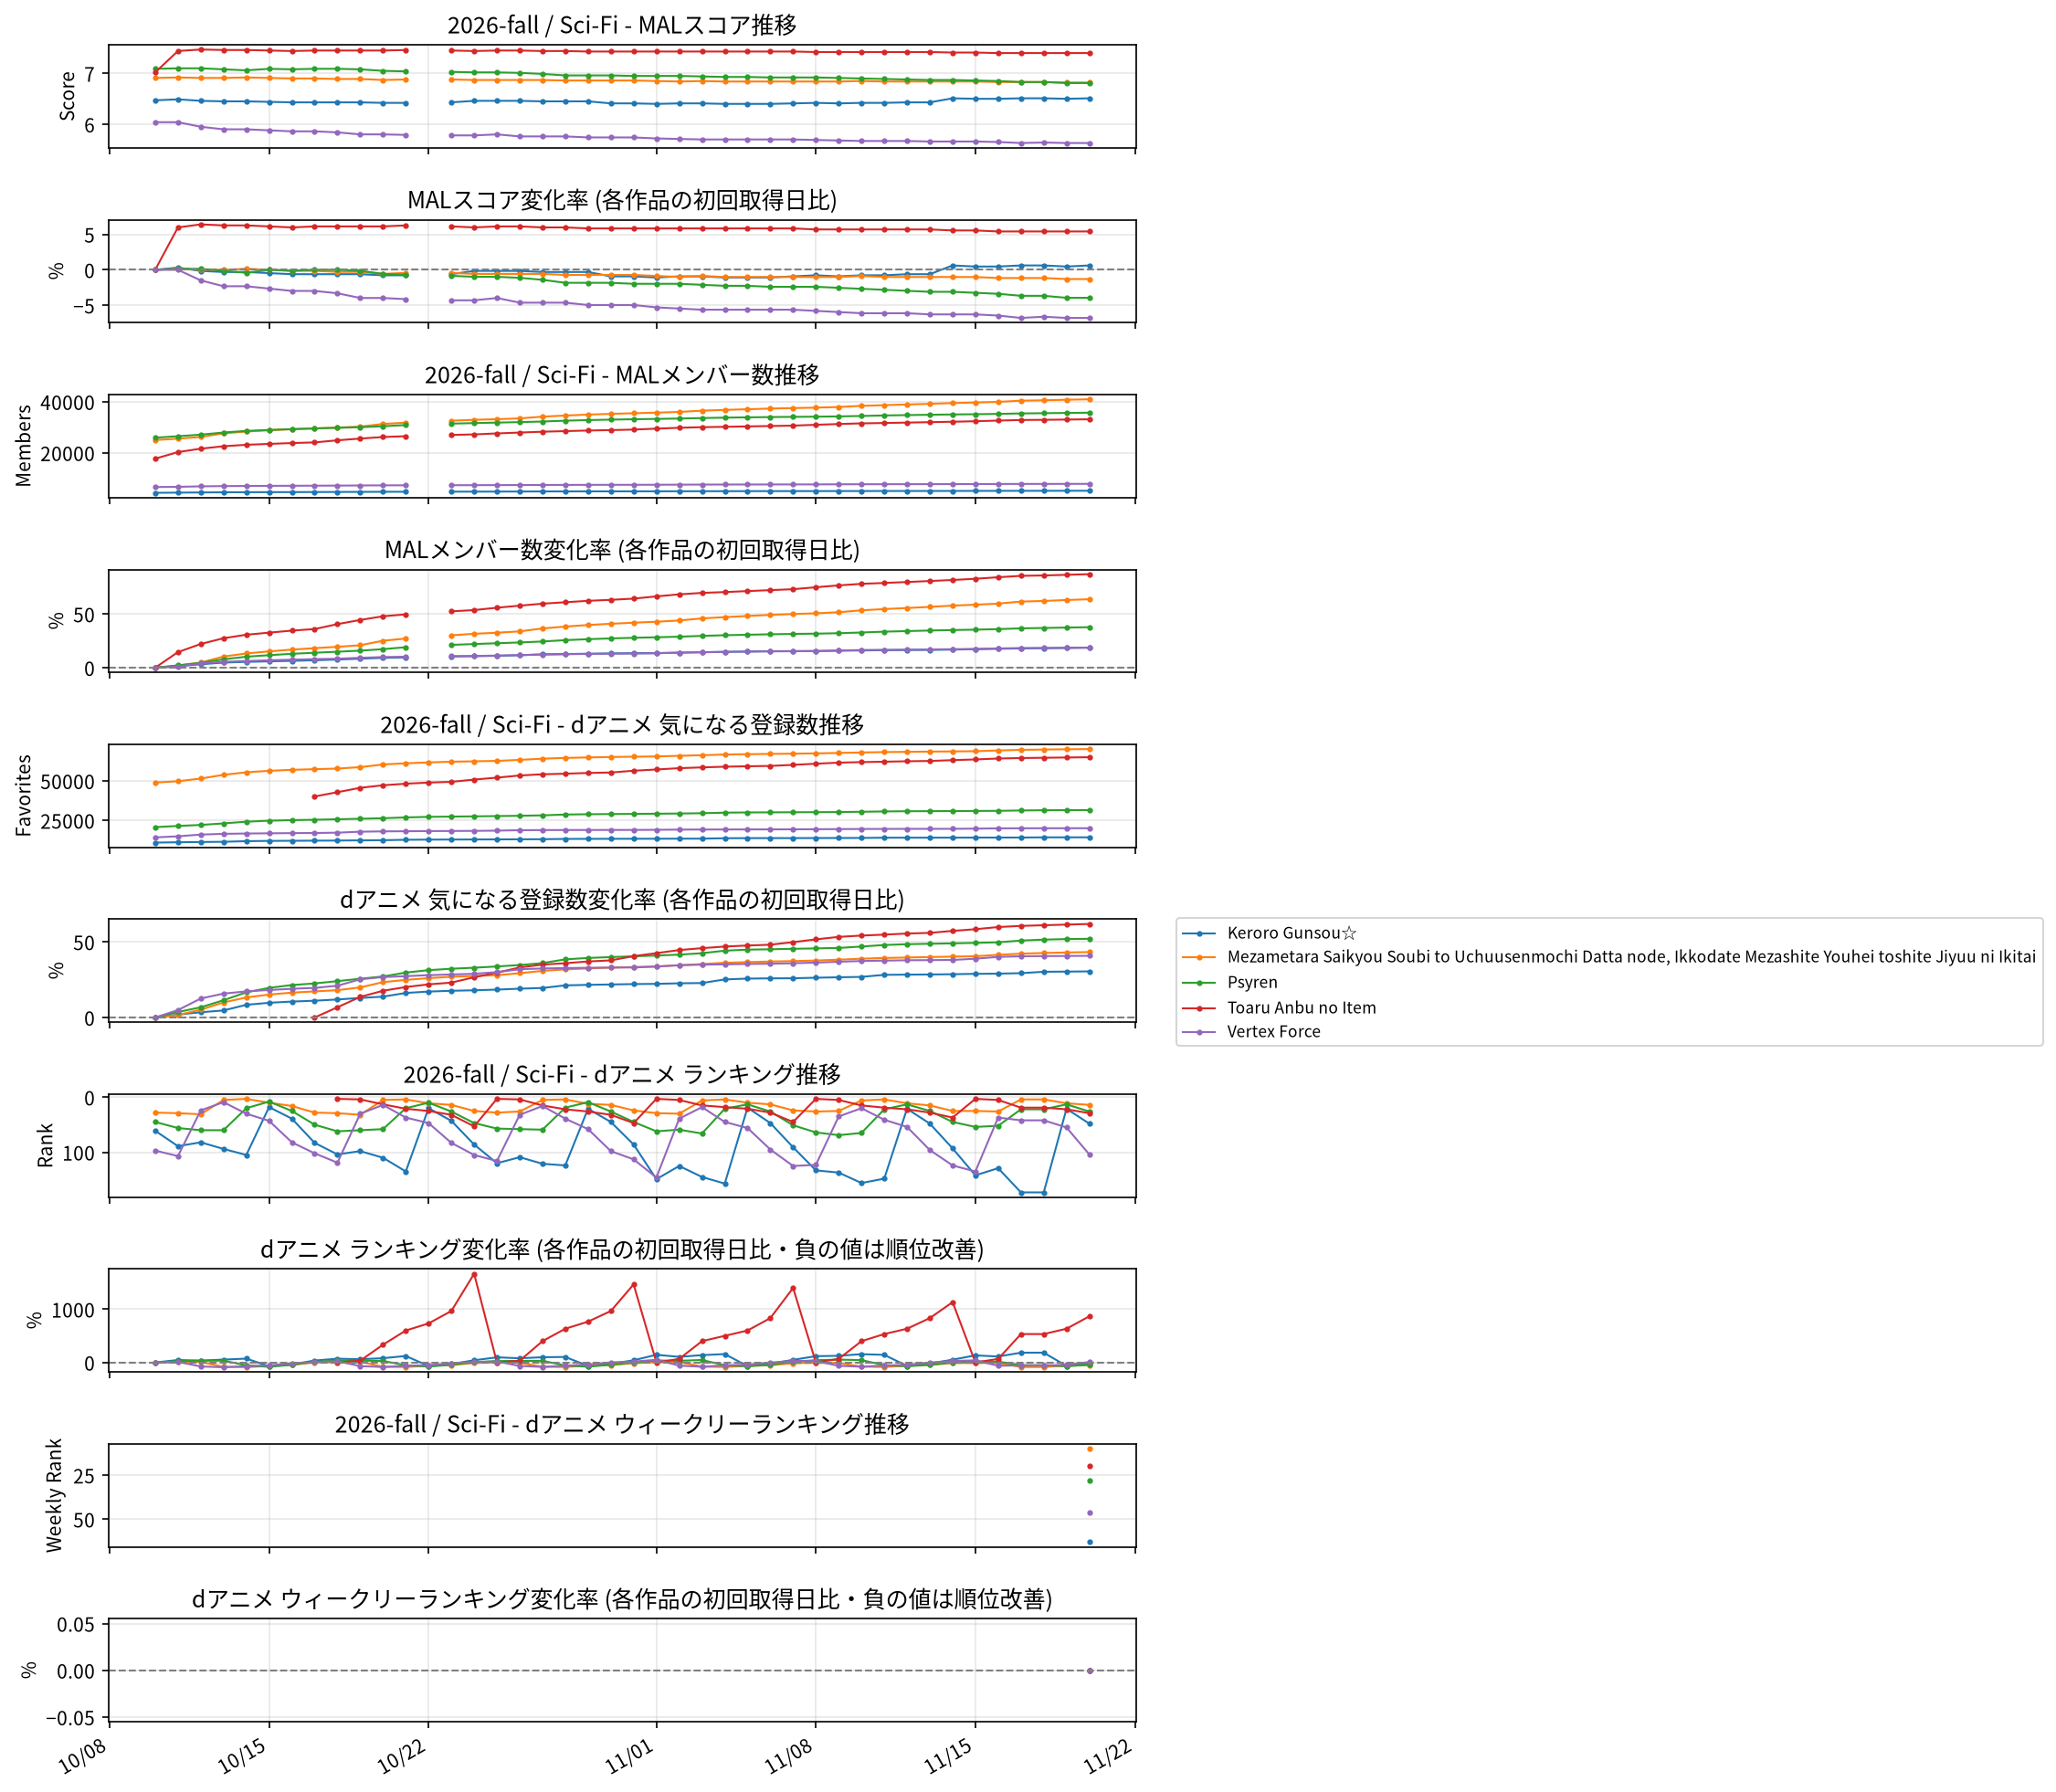 2026-fall / Sci-Fi - MALスコア推移
Score
7
6
MALスコア変化率 (各作品の初回取得日比)
%
5
0
−5
2026-fall / Sci-Fi - MALメンバー数推移
Members
40000
20000
MALメンバー数変化率 (各作品の初回取得日比)
%
50
0
2026-fall / Sci-Fi - dアニメ 気になる登録数推移
Favorites
50000
25000
dアニメ 気になる登録数変化率 (各作品の初回取得日比)
%
50
0
Keroro Gunsou☆
Mezametara Saikyou Soubi to Uchuusenmochi Datta node, Ikkodate Mezashite Youhei toshite Jiyuu ni Ikitai
Psyren
Toaru Anbu no Item
Vertex Force
2026-fall / Sci-Fi - dアニメ ランキング推移
Rank
0
100
dアニメ ランキング変化率 (各作品の初回取得日比・負の値は順位改善)
%
1000
0
2026-fall / Sci-Fi - dアニメ ウィークリーランキング推移
Weekly Rank
25
50
dアニメ ウィークリーランキング変化率 (各作品の初回取得日比・負の値は順位改善)
%
0.05
0.00
−0.05
10/08
10/15
10/22
11/01
11/08
11/15
11/22